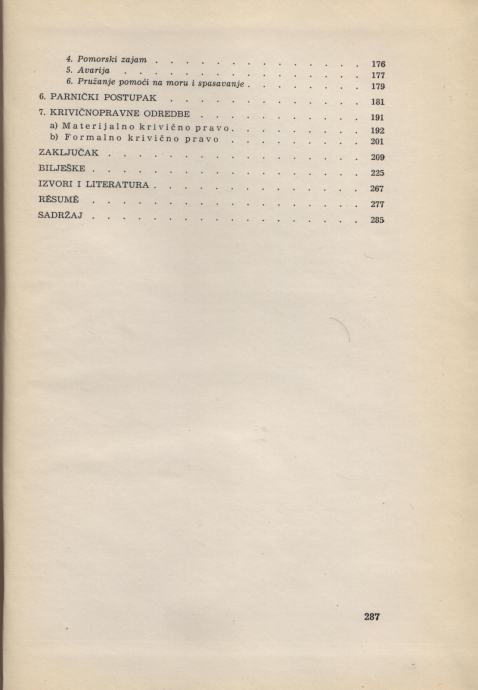 4. Pomorski zajam . . . . . . . . . . . . . . 176
5. Avarija . . . . . . . . . . . . . . . . 177
6. Pružanje pomoći na moru i spasavanje . . . . . . . . 179
6. PARNIČKI POSTUPAK . . . . . . . . . . . . . 181
7. KRIVIČNOPRAVNE ODREDBE . . . . . . . . . . . 191
a) Materijalno krivično pravo . . . . . . . . . 192
b) Formalno krivično pravo . . . . . . . . . 201
ZAKLJUČAK . . . . . . . . . . . . . . . . . 209
BILJEŠKE . . . . . . . . . . . . . . . . . . 225
IZVORI I LITERATURA . . . . . . . . . . . . . . 267
RÉSUMÉ . . . . . . . . . . . . . . . . . . 277
SADRŽAJ . . . . . . . . . . . . . . . . . . 285
287